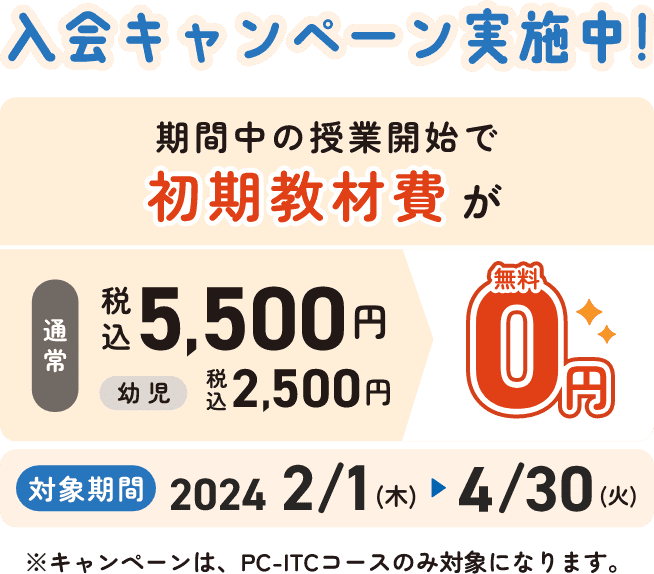 入会キャンペーン実施中!
期間中の授業開始で
初期教材費が
通常 税込5,500円
幼児 税込2,500円
無料
0円
対象期間 2024 2/1(木) ▶ 4/30(火)
※キャンペーンは、PC-ITCコースのみ対象になります。